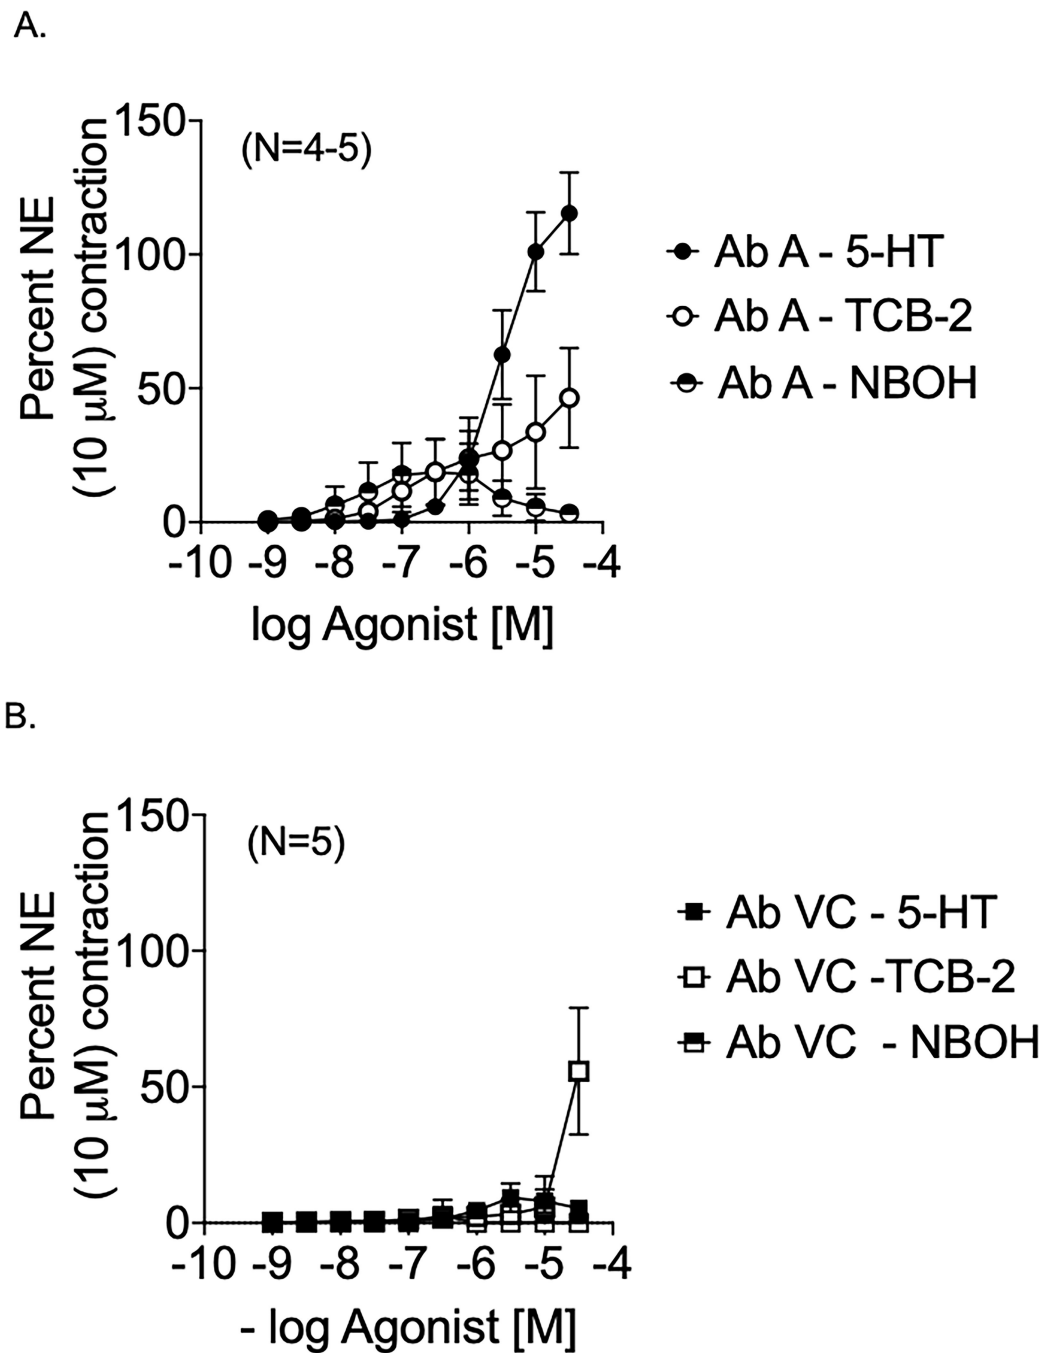 A.
150
100
50
0
Percent NE
(10 μM) contraction
(N=4-5)
-10 -9 -8 -7 -6 -5 -4
log Agonist [M]
Ab A - 5-HT
Ab A - TCB-2
Ab A - NBOH
B.
150
100
50
0
Percent NE
(10 μM) contraction
(N=5)
-10 -9 -8 -7 -6 -5 -4
- log Agonist [M]
Ab VC - 5-HT
Ab VC -TCB-2
Ab VC - NBOH